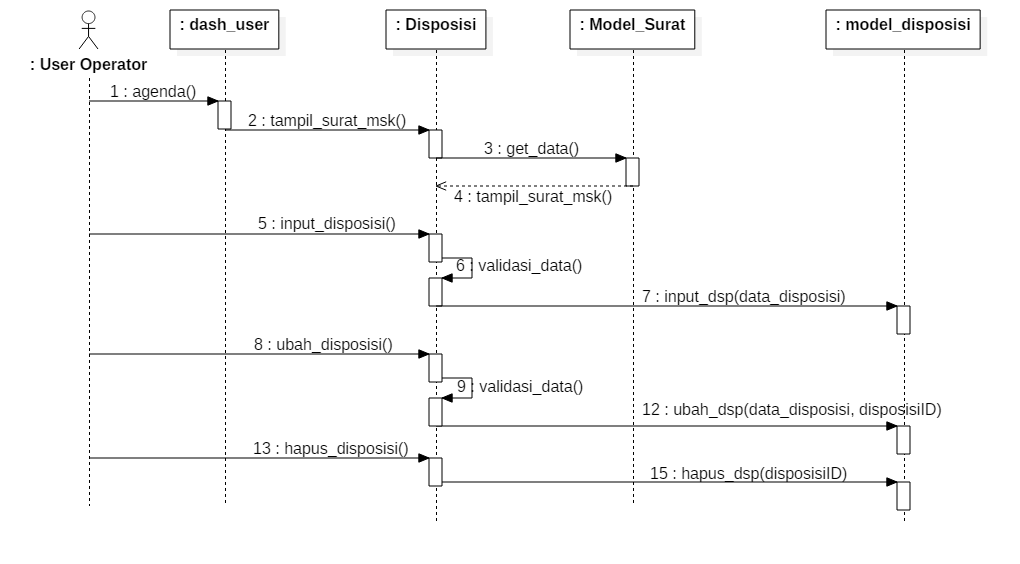 : dash_user
: Disposisi
: Model_Surat
: model_disposisi
: User Operator
1 : agenda()
2 : tampil_surat_msk()
3 : get_data()
4 : tampil_surat_msk()
5 : input_disposisi()
6 : validasi_data()
7 : input_dsp(data_disposisi)
8 : ubah_disposisi()
9 : validasi_data()
12 : ubah_dsp(data_disposisi, disposisiID)
13 : hapus_disposisi()
15 : hapus_dsp(disposisiID)